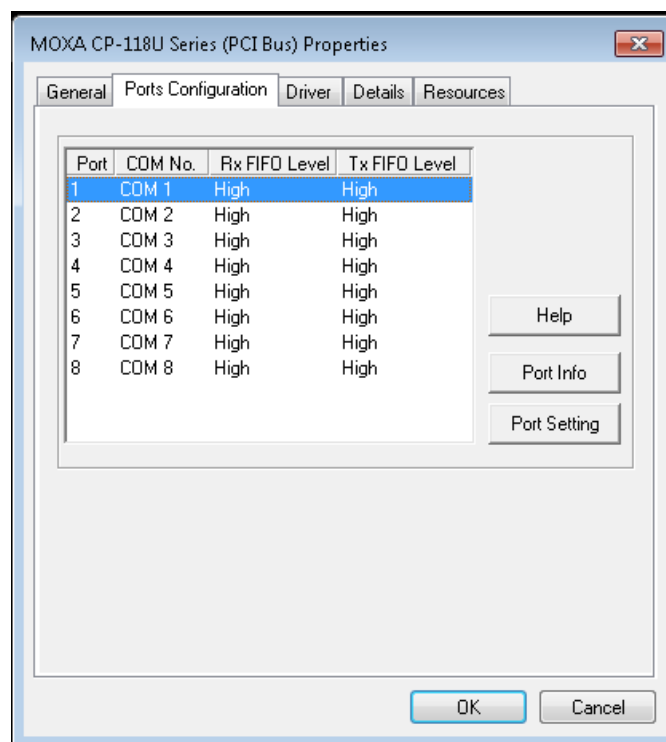 MOXA CP-118U Series (PCI Bus) Properties
General Ports Configuration Driver Details Resources
Port COM No. Rx FIFO Level Tx FIFO Level
1 COM 1 High High
2 COM 2 High High
3 COM 3 High High
4 COM 4 High High
5 COM 5 High High
6 COM 6 High High
7 COM 7 High High
8 COM 8 High High
Help
Port Info
Port Setting
OK Cancel